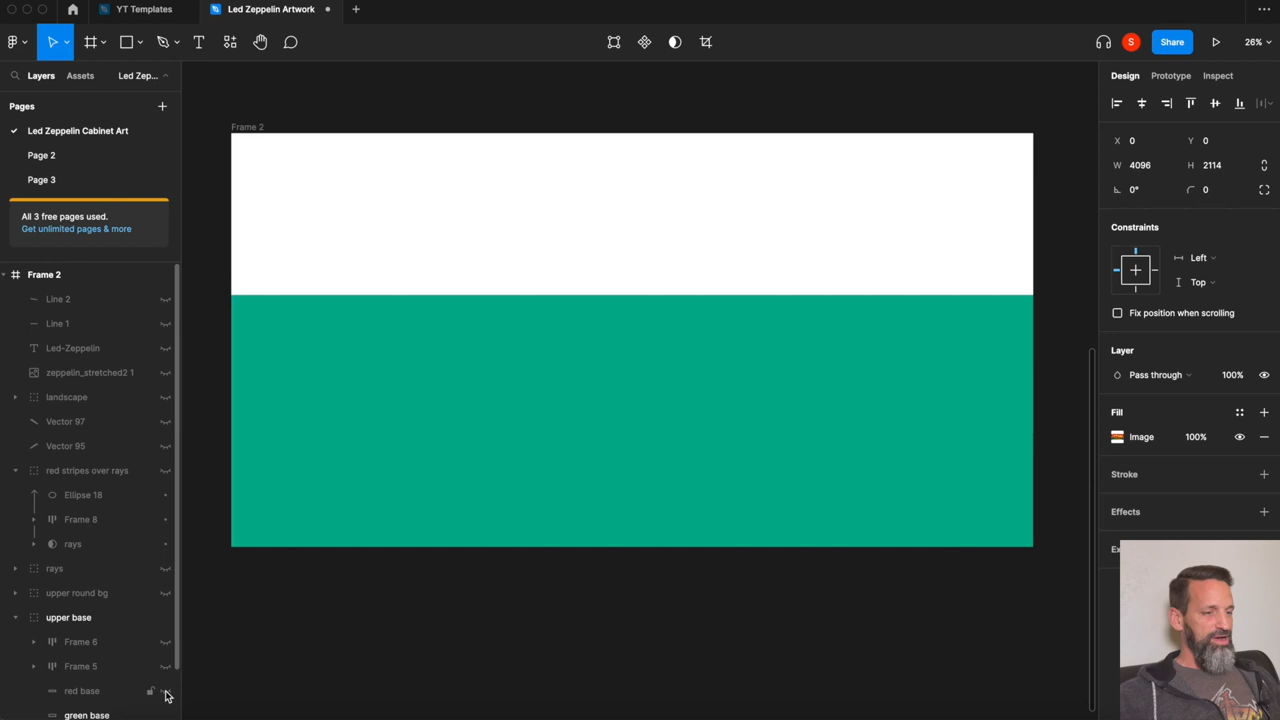 YT Templates
Led Zeppelin Artwork
S
Share
26%
Layers
Assets
Led Zep...
Design
Prototype
Inspect
Pages
Led Zeppelin Cabinet Art
Page 2
Page 3
All 3 free pages used.
Get unlimited pages & more
Frame 2
Line 2
Line 1
Led-Zeppelin
zeppelin_stretched2 1
landscape
Vector 97
Vector 95
red stripes over rays
Ellipse 18
Frame 8
rays
rays
upper round bg
upper base
Frame 6
Frame 5
red base
green base
Frame 2
X 0
Y 0
W 4096
H 2114
0°
0
Constraints
Left
Top
Fix position when scrolling
Layer
Pass through
100%
Fill
Image
100%
Stroke
Effects